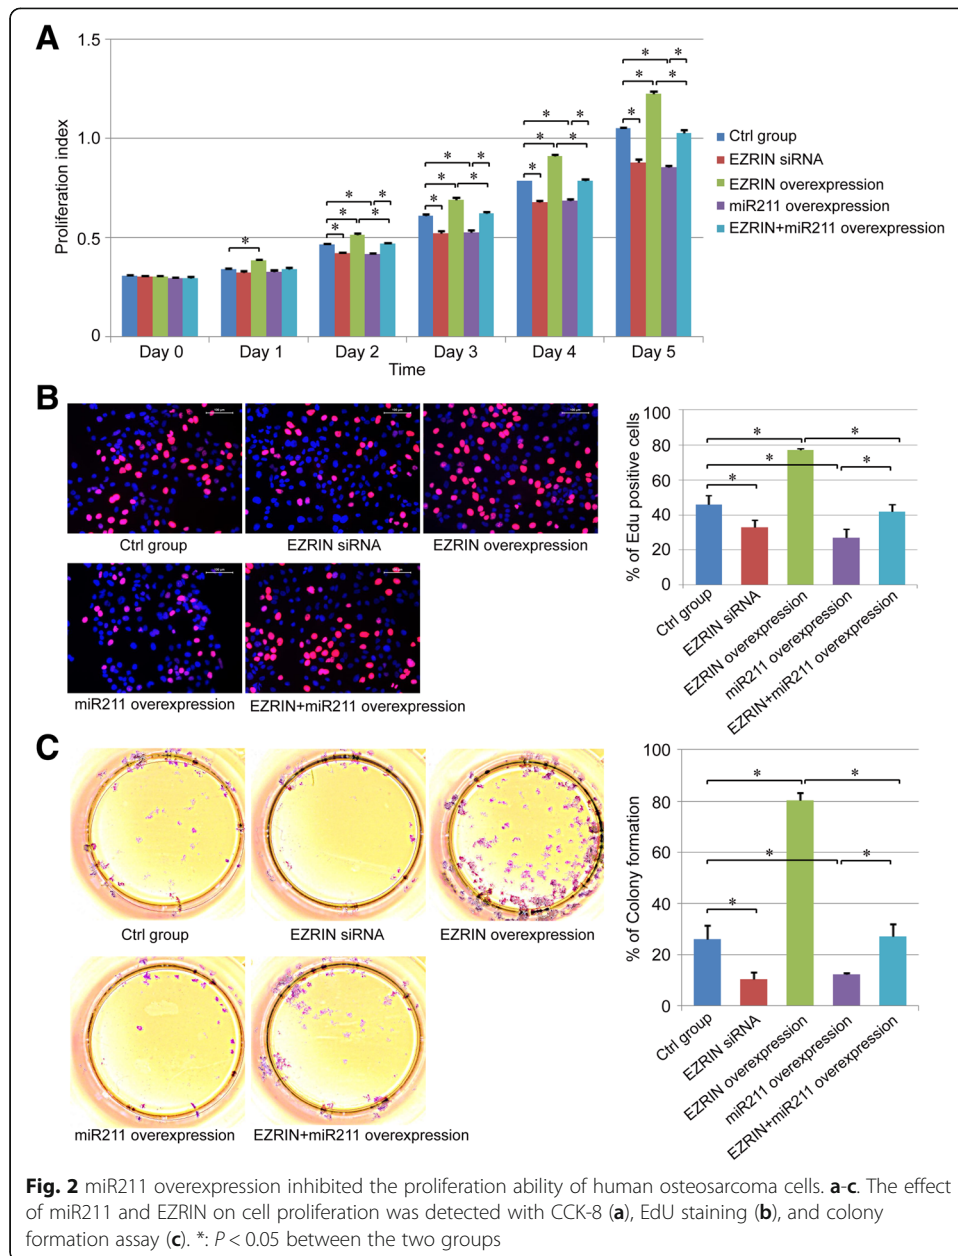 A
1.5
1.0
0.5
0
Proliferation index
* * * * * * * * * * * * * * * * * * * * *
Day 0 Day 1 Day 2 Day 3 Day 4 Day 5
Time
Ctrl group
EZRIN siRNA
EZRIN overexpression
miR211 overexpression
EZRIN+miR211 overexpression
B
Ctrl group EZRIN siRNA EZRIN overexpression
miR211 overexpression EZRIN+miR211 overexpression
100
80
60
40
20
0
% of Edu positive cells
* *
* *
*
Ctrl group
EZRIN siRNA
EZRIN overexpression
miR211 overexpression
EZRIN+miR211 overexpression
C
Ctrl group EZRIN siRNA EZRIN overexpression
miR211 overexpression EZRIN+miR211 overexpression
100
80
60
40
20
0
% of Colony formation
* *
* *
*
Ctrl group
EZRIN siRNA
EZRIN overexpression
miR211 overexpression
EZRIN+miR211 overexpression
Fig. 2 miR211 overexpression inhibited the proliferation ability of human osteosarcoma cells. a-c. The effect
of miR211 and EZRIN on cell proliferation was detected with CCK-8 (a), EdU staining (b), and colony
formation assay (c). *: P < 0.05 between the two groups